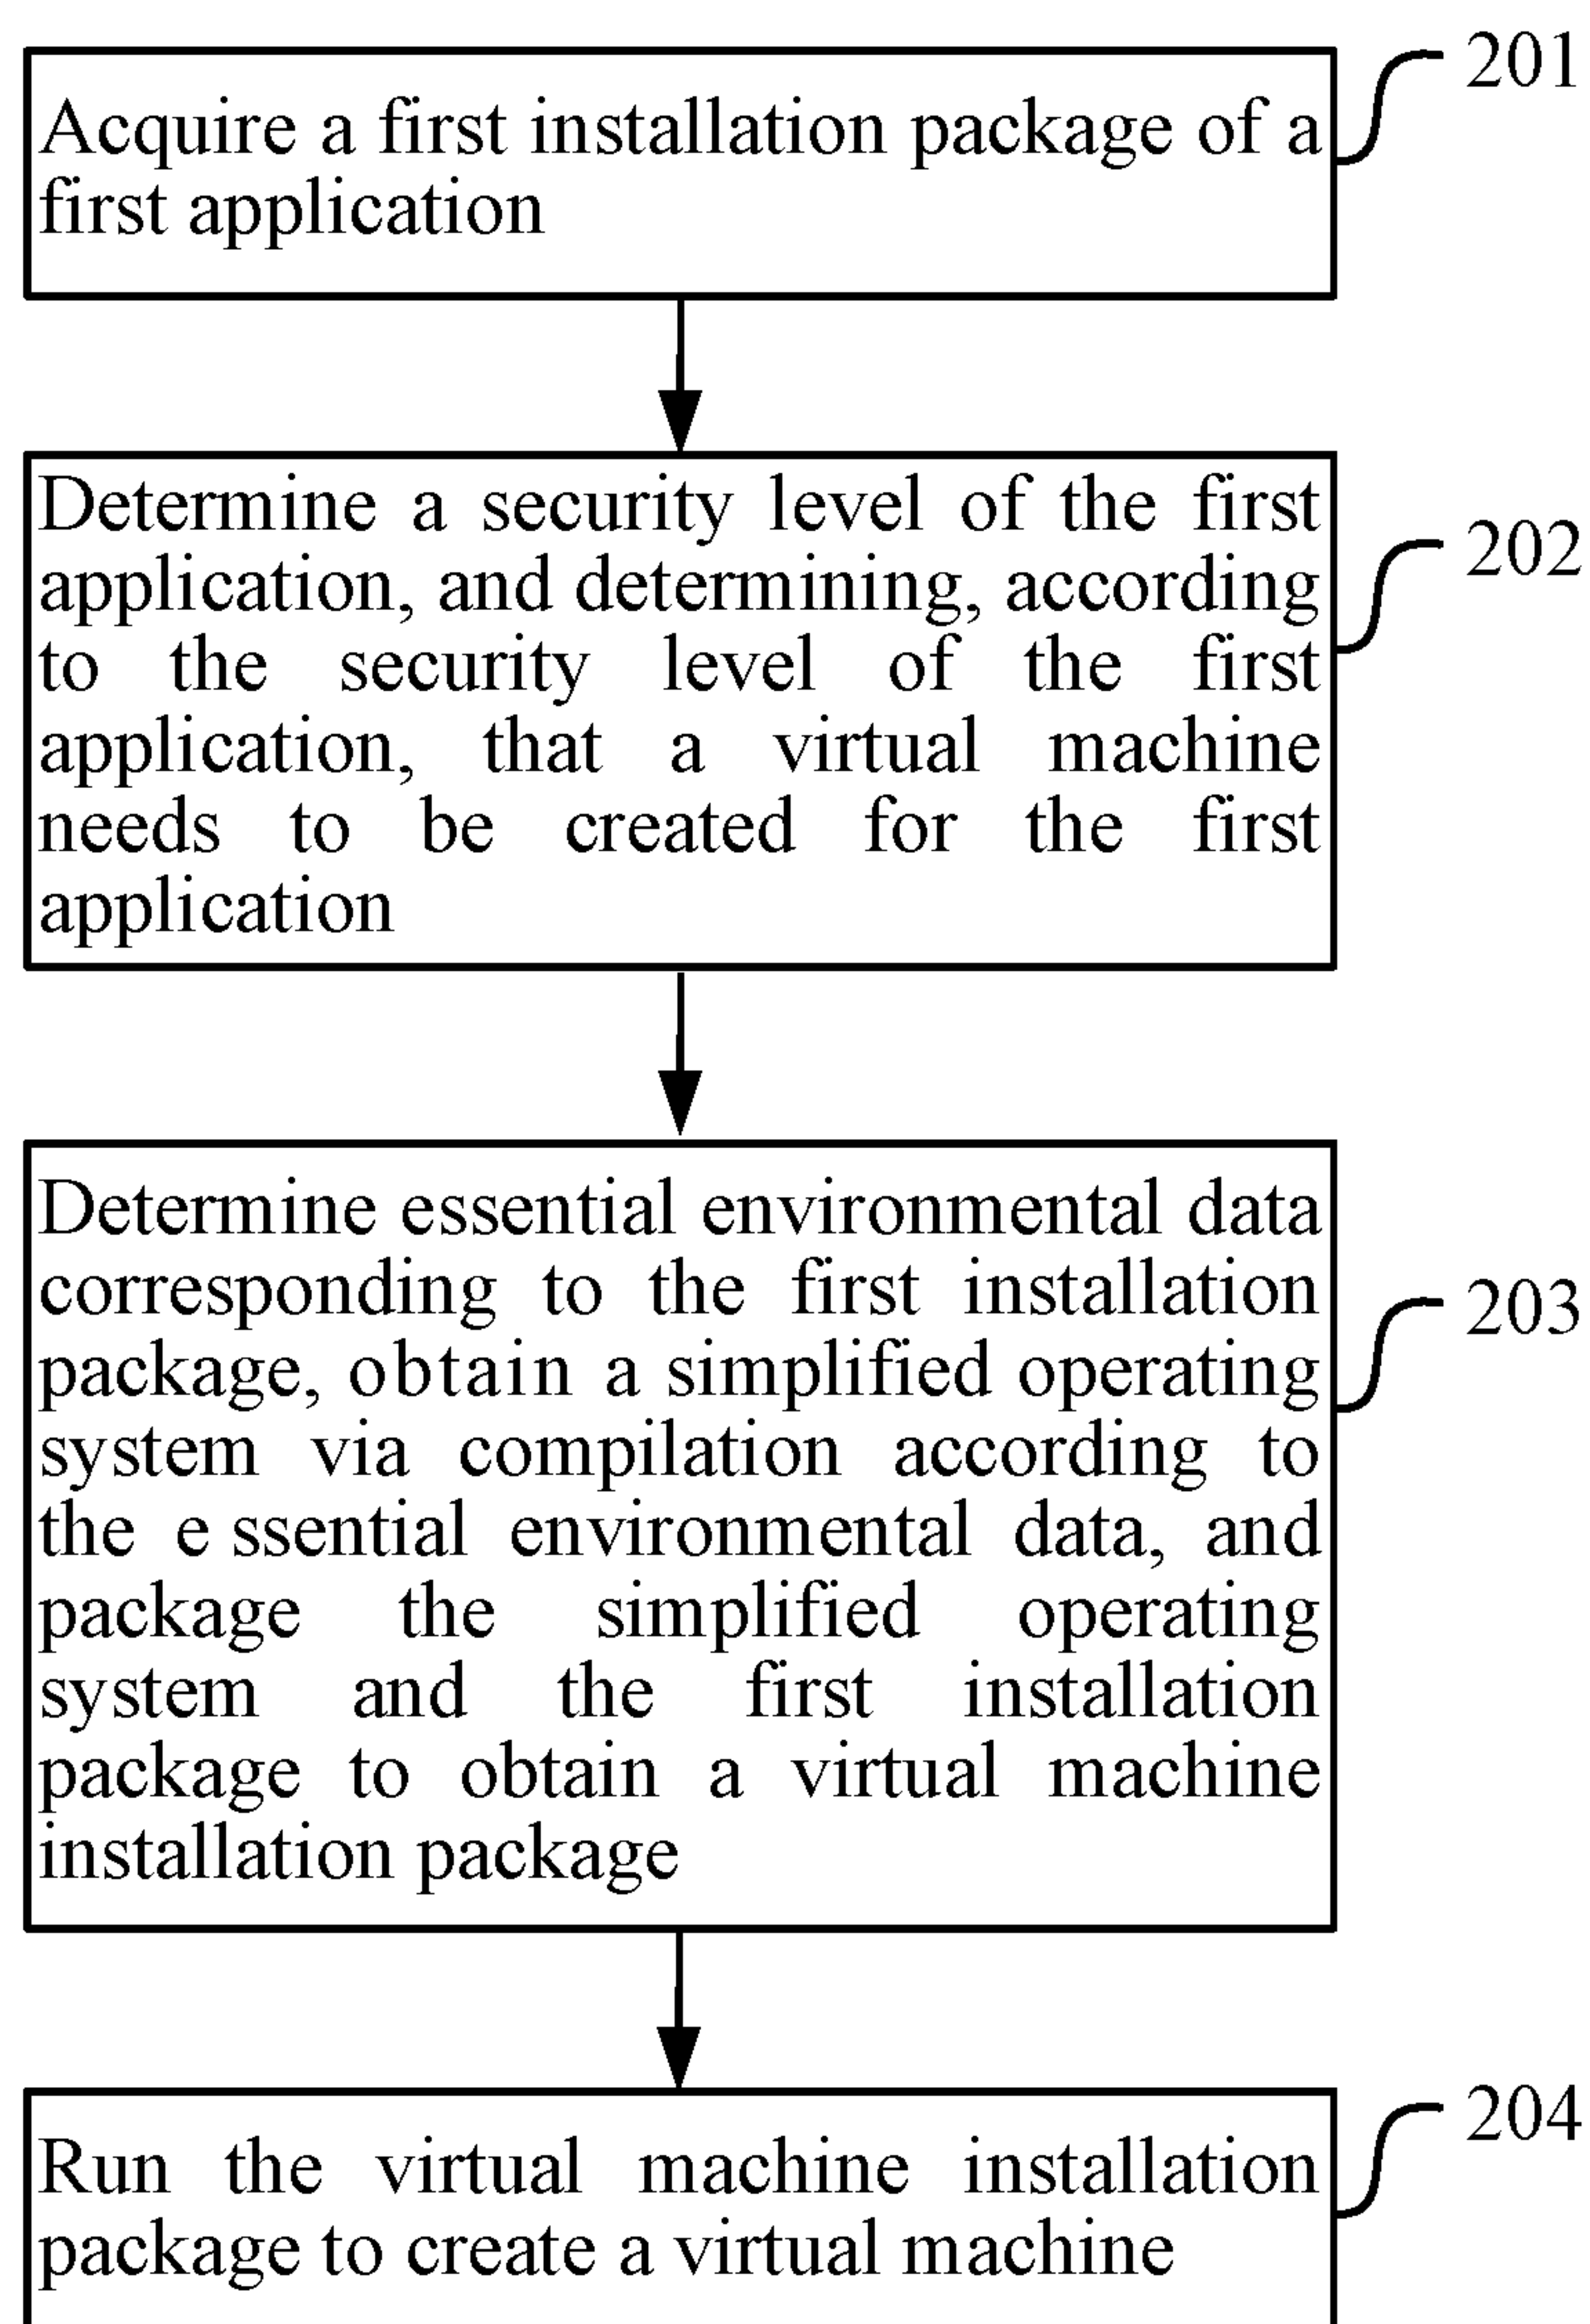 201
Acquire a first installation package of a
first application
Determine a security level of the first
application, and determining, according
to the security level of the first
application, that a virtual machine
needs to be created for the first
application
202
Determine essential environmental data
corresponding to the first installation
package, obtain a simplified operating
system via compilation according to
the e ssential environmental data, and
package the simplified operating
system and the first installation
package to obtain a virtual machine
installation package
203
Run the virtual machine installation
package to create a virtual machine
204